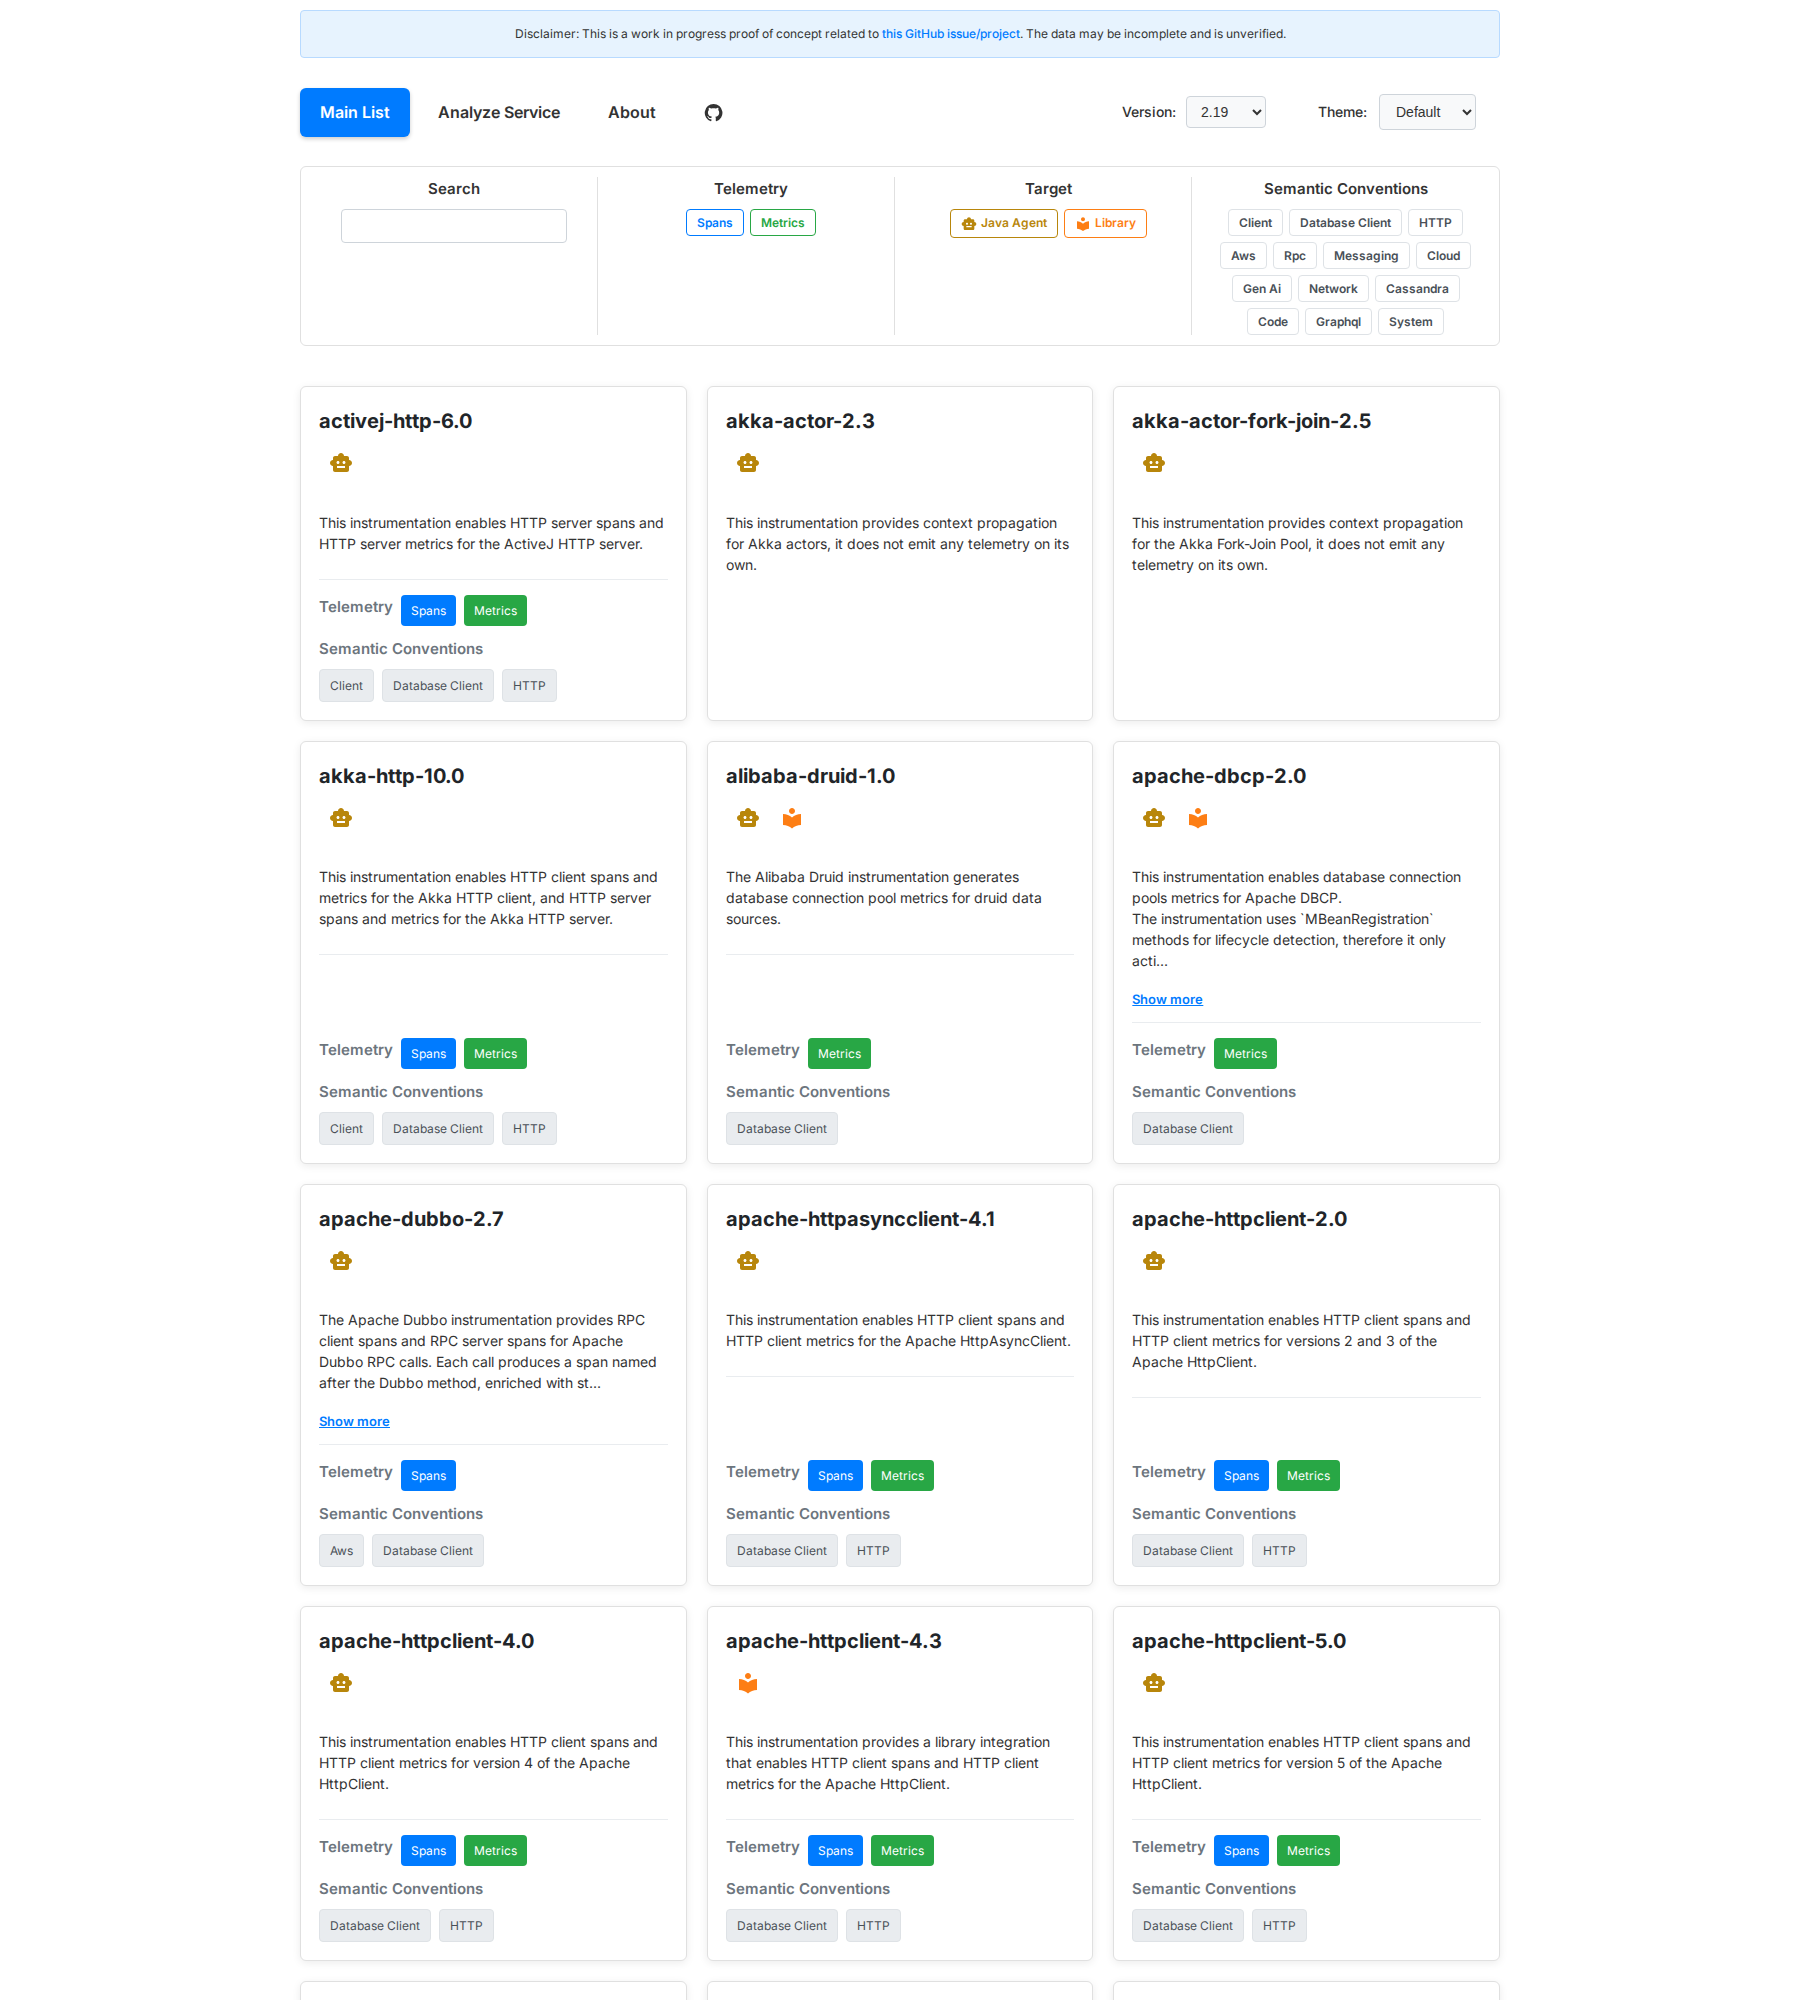 Disclaimer: This is a work in progress proof of concept related to this GitHub issue/project. The data may be incomplete and is unverified.
Main List
Analyze Service
About
Version:
2.19
Theme:
Default
Search
Telemetry
Spans
Metrics
Target
Java Agent
Library
Semantic Conventions
Client
Database Client
HTTP
Aws
Rpc
Messaging
Cloud
Gen Ai
Network
Cassandra
Code
Graphql
System
activej-http-6.0
This instrumentation enables HTTP server spans and
HTTP server metrics for the ActiveJ HTTP server.
Telemetry
Spans
Metrics
Semantic Conventions
Client
Database Client
HTTP
akka-actor-2.3
This instrumentation provides context propagation
for Akka actors, it does not emit any telemetry on its
own.
akka-actor-fork-join-2.5
This instrumentation provides context propagation
for the Akka Fork-Join Pool, it does not emit any
telemetry on its own.
akka-http-10.0
This instrumentation enables HTTP client spans and
metrics for the Akka HTTP client, and HTTP server
spans and metrics for the Akka HTTP server.
Telemetry
Spans
Metrics
Semantic Conventions
Client
Database Client
HTTP
alibaba-druid-1.0
The Alibaba Druid instrumentation generates
database connection pool metrics for druid data
sources.
Telemetry
Metrics
Semantic Conventions
Database Client
apache-dbcp-2.0
This instrumentation enables database connection
pools metrics for Apache DBCP.
The instrumentation uses `MBeanRegistration`
methods for lifecycle detection, therefore it only
acti...
Show more
Telemetry
Metrics
Semantic Conventions
Database Client
apache-dubbo-2.7
The Apache Dubbo instrumentation provides RPC
client spans and RPC server spans for Apache
Dubbo RPC calls. Each call produces a span named
after the Dubbo method, enriched with st...
Show more
Telemetry
Spans
Semantic Conventions
Aws
Database Client
apache-httpasyncclient-4.1
This instrumentation enables HTTP client spans and
HTTP client metrics for the Apache HttpAsyncClient.
Telemetry
Spans
Metrics
Semantic Conventions
Database Client
HTTP
apache-httpclient-2.0
This instrumentation enables HTTP client spans and
HTTP client metrics for versions 2 and 3 of the
Apache HttpClient.
Telemetry
Spans
Metrics
Semantic Conventions
Database Client
HTTP
apache-httpclient-4.0
This instrumentation enables HTTP client spans and
HTTP client metrics for version 4 of the Apache
HttpClient.
Telemetry
Spans
Metrics
Semantic Conventions
Database Client
HTTP
apache-httpclient-4.3
This instrumentation provides a library integration
that enables HTTP client spans and HTTP client
metrics for the Apache HttpClient.
Telemetry
Spans
Metrics
Semantic Conventions
Database Client
HTTP
apache-httpclient-5.0
This instrumentation enables HTTP client spans and
HTTP client metrics for version 5 of the Apache
HttpClient.
Telemetry
Spans
Metrics
Semantic Conventions
Database Client
HTTP